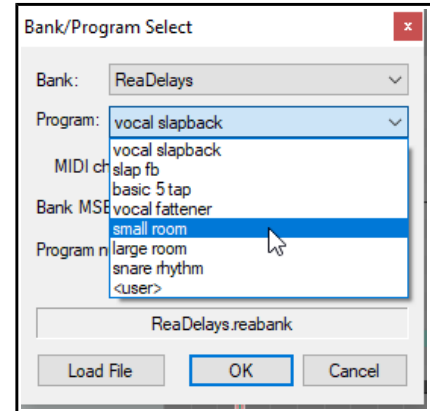 Bank/Program Select
x
Bank: ReaDelays
Program: vocal slapback
vocal slapback
MIDI ch
slap fb
basic 5 tap
Bank MSB
vocal fattener
small room
Program n
large room
snare rhythm
<user>
ReaDelays.reabank
Load File OK Cancel